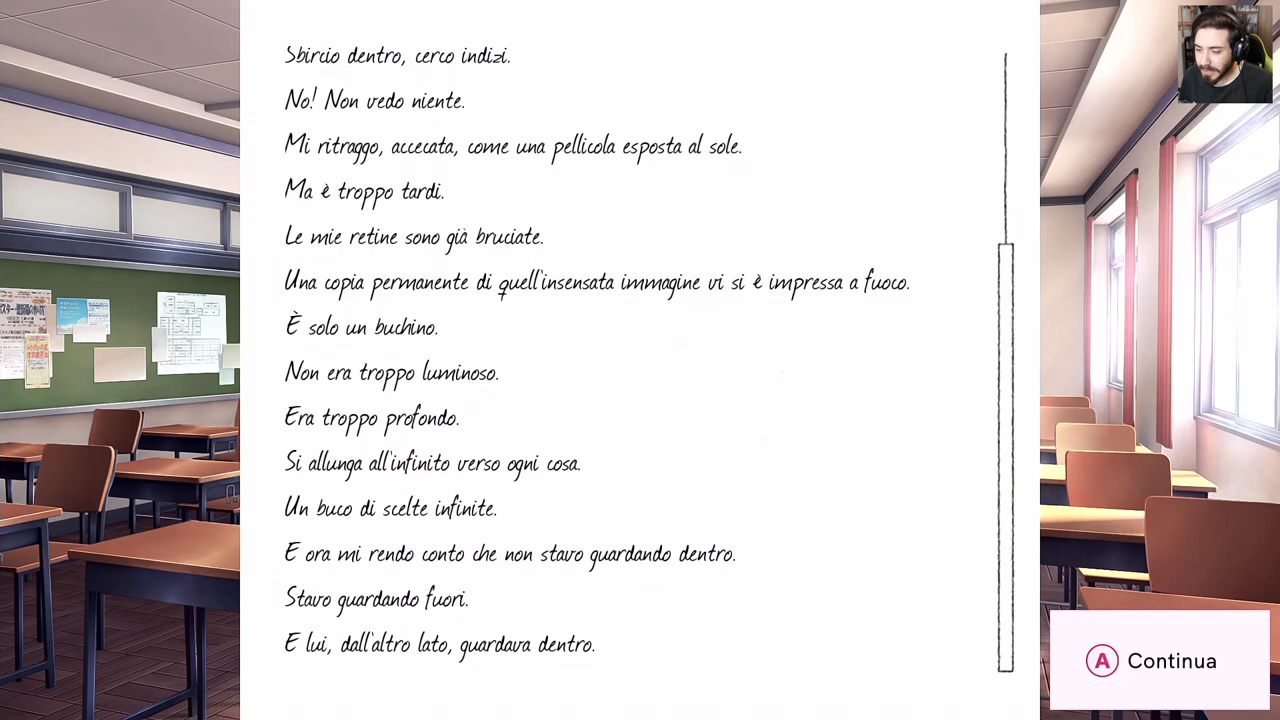 Sbircio dentro, cerco indizi.
No! Non vedo niente.
Mi ritraggo, accecata, come una pellicola esposta al sole.
Ma è troppo tardi.
Le mie retine sono già bruciate.
Una copia permanente di quell'insensata immagine vi si è impressa a fuoco.
È solo un buchino.
Non era troppo luminoso.
Era troppo profondo.
Si allunga all'infinito verso ogni cosa.
Un buco di scelte infinite.
E ora mi rendo conto che non stavo guardando dentro.
Stavo guardando fuori.
E lui, dall'altro lato, guardava dentro.
A Continua